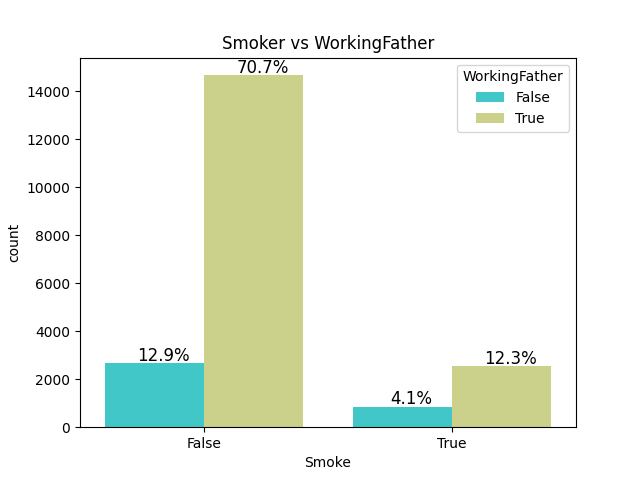 Smoker vs WorkingFather
WorkingFather
False
True
70.7%
12.9%
4.1%
12.3%
count
14000
12000
10000
8000
6000
4000
2000
0
False
True
Smoke